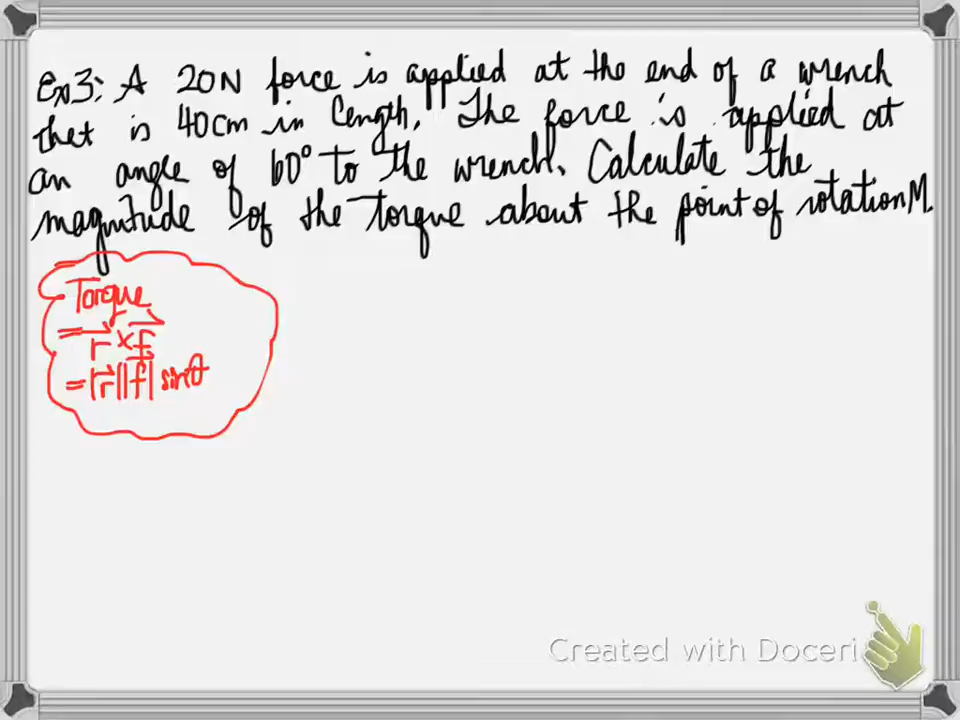 Ex3: A 20N force is applied at the end of a wrench
that is 40cm in length. The force is applied at
an angle of 60° to the wrench. Calculate the
magnitude of the torque about the point of rotation M.
Torque
= r⃗ × f⃗
= |r⃗||f⃗| sinθ
Created with Doceri